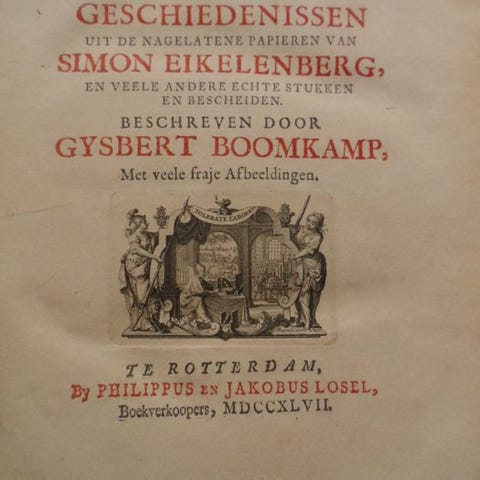 GESCHIEDENISSEN
UIT DE NAGELATENE PAPIEREN VAN
SIMON EIKELENBERG,
EN VEELE ANDERE ECHTE STUKKEN
EN BESCHEIDEN.
BESCHREVEN DOOR
GYSBERT BOOMKAMP,
Met veele fraje Afbeeldingen,
TOLERATE LABORES
TE ROTTERDAM,
By PHILIPPUS EN JAKOBUS LOSEL,
Boekverkoopers, MDCCXLVII.